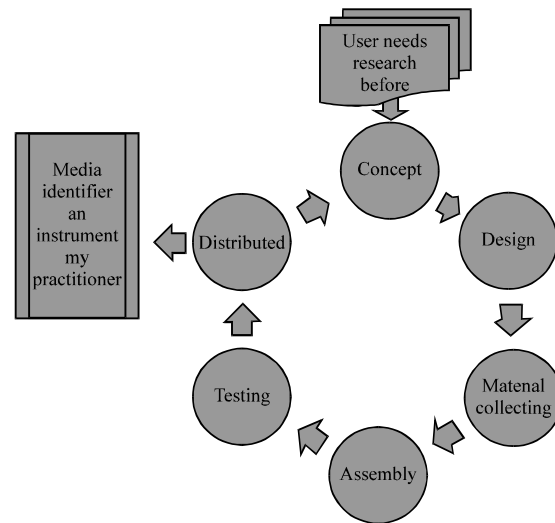 User needs
research
before
Concept
Design
Matenal
collecting
Assembly
Testing
Distributed
Media
identifier
an
instrument
my
practitioner